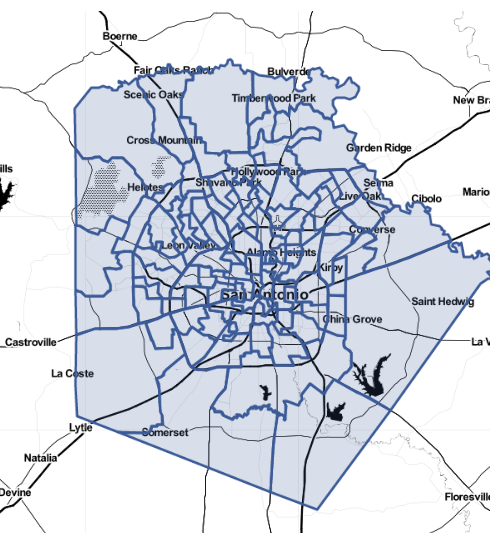 Boerne
Fair Oaks Ranch
Bulverde
Scenic Oaks
Timberwood Park
New Bra
Cross Mountain
Garden Ridge
ills
Hollywood Par
Helotes
Shavano Park
Selma
Live Oak
Cibolo
Mario
Converse
Leon Valley
Alamo Heights
Kirby
San Antonio
Saint Hedwig
China Grove
Castroville
La V
La Coste
Lytle
Somerset
Natalia
Devine
Floresville